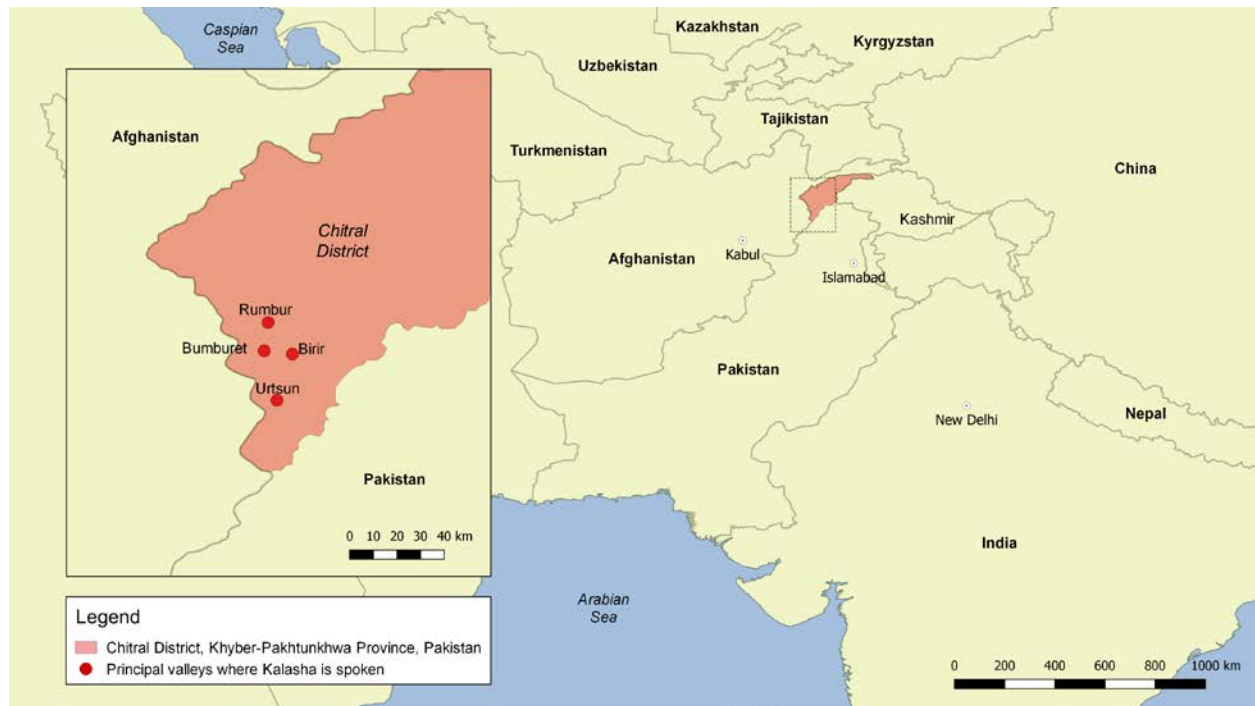 Caspian
Sea
Kazakhstan
Kyrgyzstan
Uzbekistan
Tajikistan
Turkmenistan
China
Afghanistan
Kabul
Kashmir
Islamabad
Pakistan
New Delhi
Nepal
India
Arabian
Sea
0 200 400 600 800 1000 km
Afghanistan
Chitral
District
Rumbur
Bumburet
Birir
Urtsun
Pakistan
0 10 20 30 40 km
Legend
Chitral District, Khyber-Pakhtunkhwa Province, Pakistan
Principal valleys where Kalasha is spoken